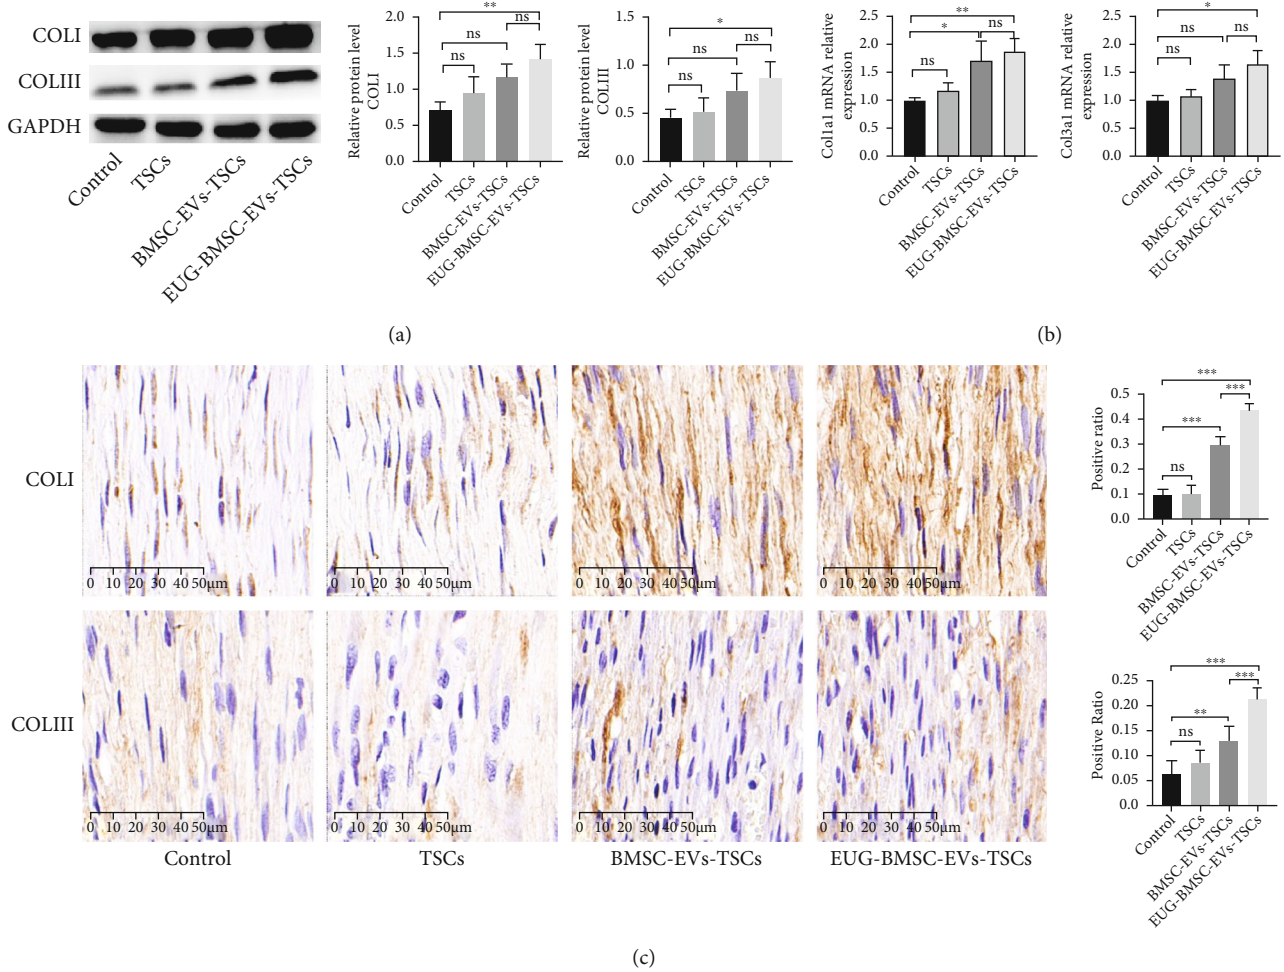 COLI
COLIII
GAPDH
Control
TSCs
BMSC-EVs-TSCs
EUG-BMSC-EVs-TSCs
Relative protein level
COLI
2.0
1.5
1.0
0.5
0.0
**
ns
ns
ns
Control
TSCs
BMSC-EVs-TSCs
EUG-BMSC-EVs-TSCs
Relative protein level
COLIII
1.5
1.0
0.5
0.0
*
ns
ns
ns
Control
TSCs
BMSC-EVs-TSCs
EUG-BMSC-EVs-TSCs
(a)
Col1a1 mRNA relative
expression
2.5
2.0
1.5
1.0
0.5
0.0
**
*
ns
ns
Control
TSCs
BMSC-EVs-TSCs
EUG-BMSC-EVs-TSCs
Col3a1 mRNA relative
expression
2.5
2.0
1.5
1.0
0.5
0.0
*
ns
ns
ns
Control
TSCs
BMSC-EVs-TSCs
EUG-BMSC-EVs-TSCs
(b)
COLI
0 10 20 30 40 50μm
0 10 20 30 40 50μm
0 10 20 30 40 50μm
0 10 20 30 40 50μm
Positive ratio
0.5
0.4
0.3
0.2
0.1
0.0
***
***
***
ns
Control
TSCs
BMSC-EVs-TSCs
EUG-BMSC-EVs-TSCs
COLIII
0 10 20 30 40 50μm
0 10 20 30 40 50μm
0 10 20 30 40 50μm
0 10 20 30 40 50μm
Control
TSCs
BMSC-EVs-TSCs
EUG-BMSC-EVs-TSCs
Positive Ratio
0.25
0.20
0.15
0.10
0.05
0.0
***
***
**
ns
Control
TSCs
BMSC-EVs-TSCs
EUG-BMSC-EVs-TSCs
(c)